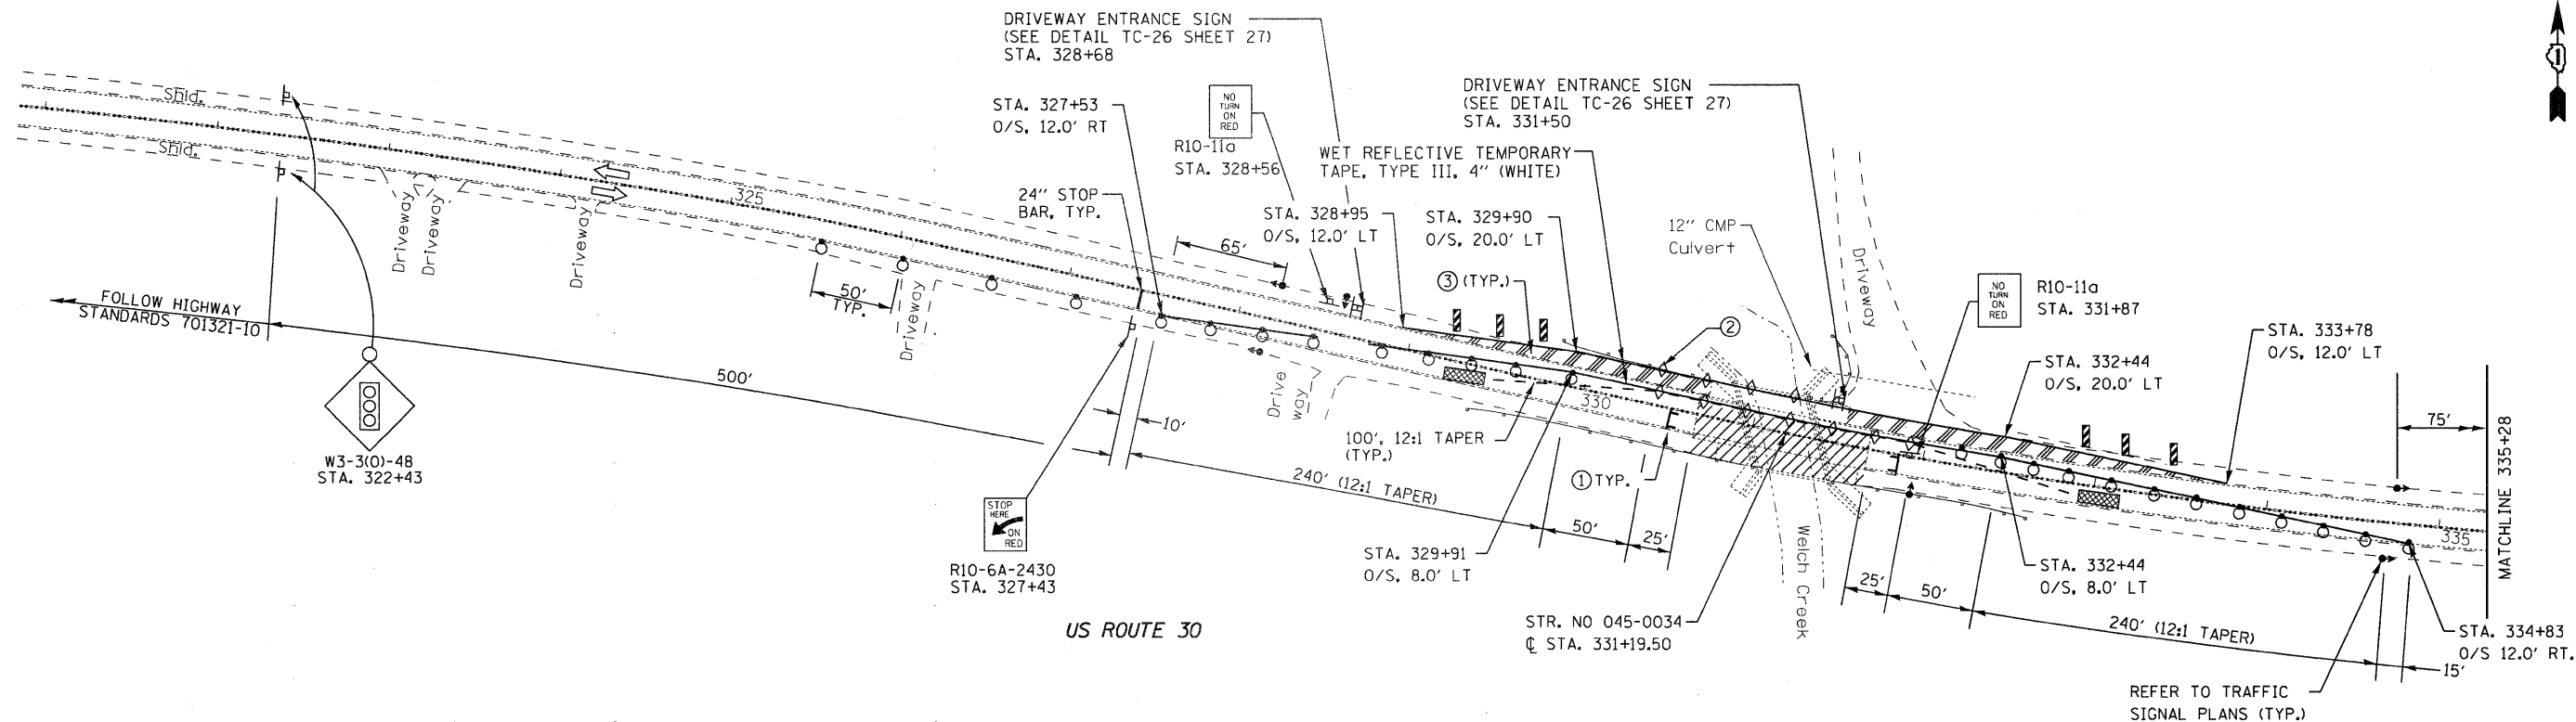 DRIVEWAY ENTRANCE SIGN
(SEE DETAIL TC-26 SHEET 27)
STA. 328+68
STA. 327+53
O/S, 12.0' RT
NO
TURN
ON
RED
R10-11a
STA. 328+56
DRIVEWAY ENTRANCE SIGN
(SEE DETAIL TC-26 SHEET 27)
STA. 331+50
WET REFLECTIVE TEMPORARY
TAPE, TYPE III, 4" (WHITE)
Shld.
Shld.
325
24" STOP
BAR, TYP.
65'
STA. 328+95
O/S, 12.0' LT
STA. 329+90
O/S, 20.0' LT
3 (TYP.)
2
12" CMP
Culvert
Driveway
NO
TURN
ON
RED
R10-11a
STA. 331+87
STA. 333+78
O/S, 12.0' LT
STA. 332+44
O/S, 20.0' LT
75'
MATCHLINE 335+28
Driveway
Driveway
Driveway
50'
TYP.
Driveway
FOLLOW HIGHWAY
STANDARDS 701321-10
500'
W3-3(O)-48
STA. 322+43
10'
Drive
way
330
100', 12:1 TAPER
(TYP.)
1 TYP.
240' (12:1 TAPER)
50'
25'
STOP
HERE
ON
RED
R10-6A-2430
STA. 327+43
STA. 329+91
O/S, 8.0' LT
STR. NO 045-0034
℄ STA. 331+19.50
Welch Creek
25'
50'
STA. 332+44
O/S, 8.0' LT
335
240' (12:1 TAPER)
STA. 334+83
O/S 12.0' RT.
15'
REFER TO TRAFFIC
SIGNAL PLANS (TYP.)
US ROUTE 30